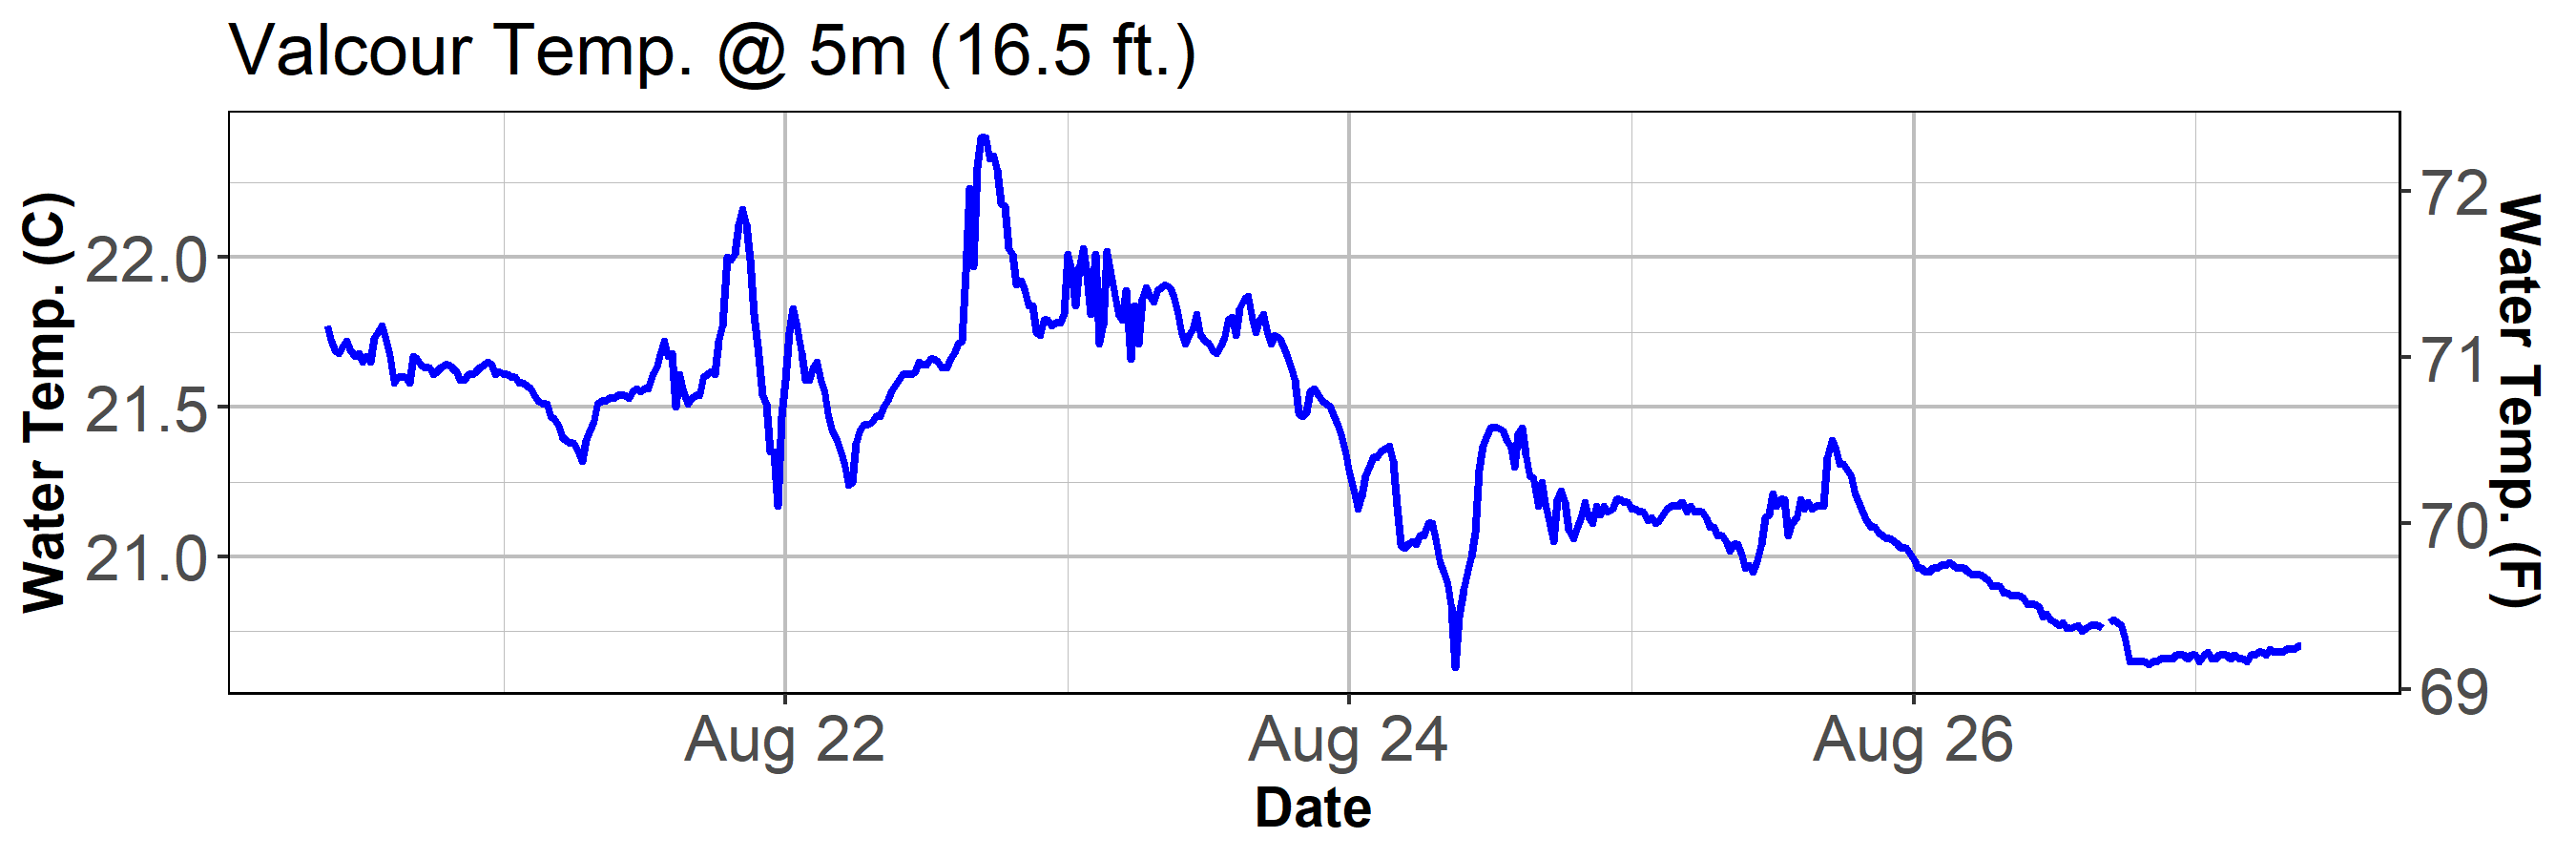 Valcour Temp. @ 5m (16.5 ft.)
Water Temp. (C)
22.0
21.5
21.0
72
71
70
69
Water Temp. (F)
Aug 22
Aug 24
Aug 26
Date